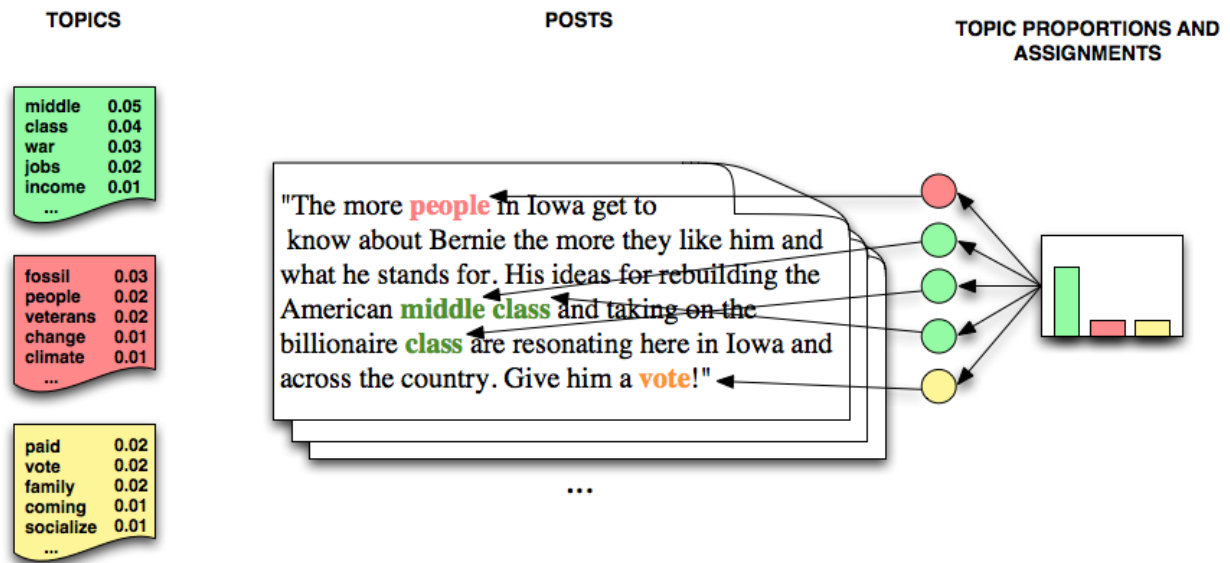 TOPICS
POSTS
TOPIC PROPORTIONS AND
ASSIGNMENTS
middle 0.05
class 0.04
war 0.03
jobs 0.02
income 0.01
...
fossil 0.03
people 0.02
veterans 0.02
change 0.01
climate 0.01
...
paid 0.02
vote 0.02
family 0.02
coming 0.01
socialize 0.01
...
"The more people in Iowa get to
know about Bernie the more they like him and
what he stands for. His ideas for rebuilding the
American middle class and taking on the
billionaire class are resonating here in Iowa and
across the country. Give him a vote!"
...